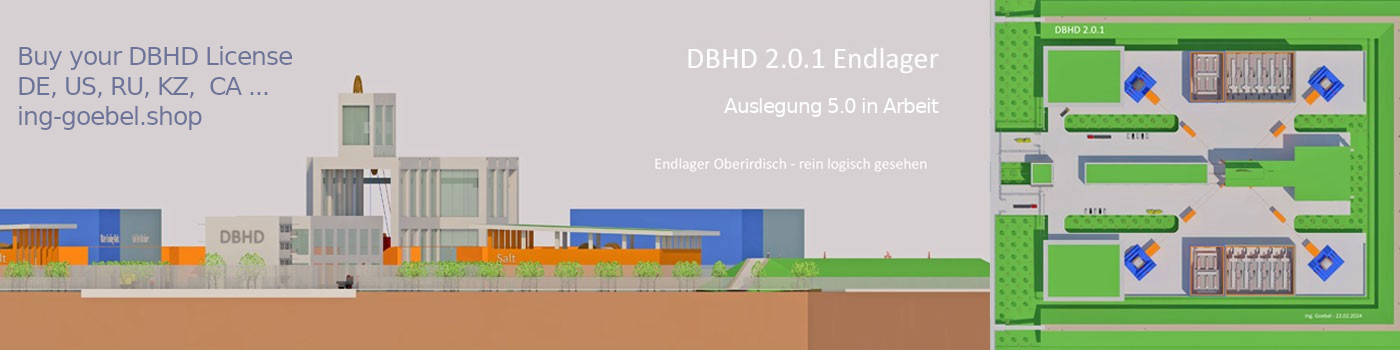 Buy your DBHD License
DE, US, RU, KZ, CA ...
ing-goebel.shop
DBHD 2.0.1 Endlager
Auslegung 5.0 in Arbeit
Endlager Oberirdisch - rein logisch gesehen
DBHD
Salt
lt
DBHD 2.0.1
Ing. Goebel - 22.02.2024